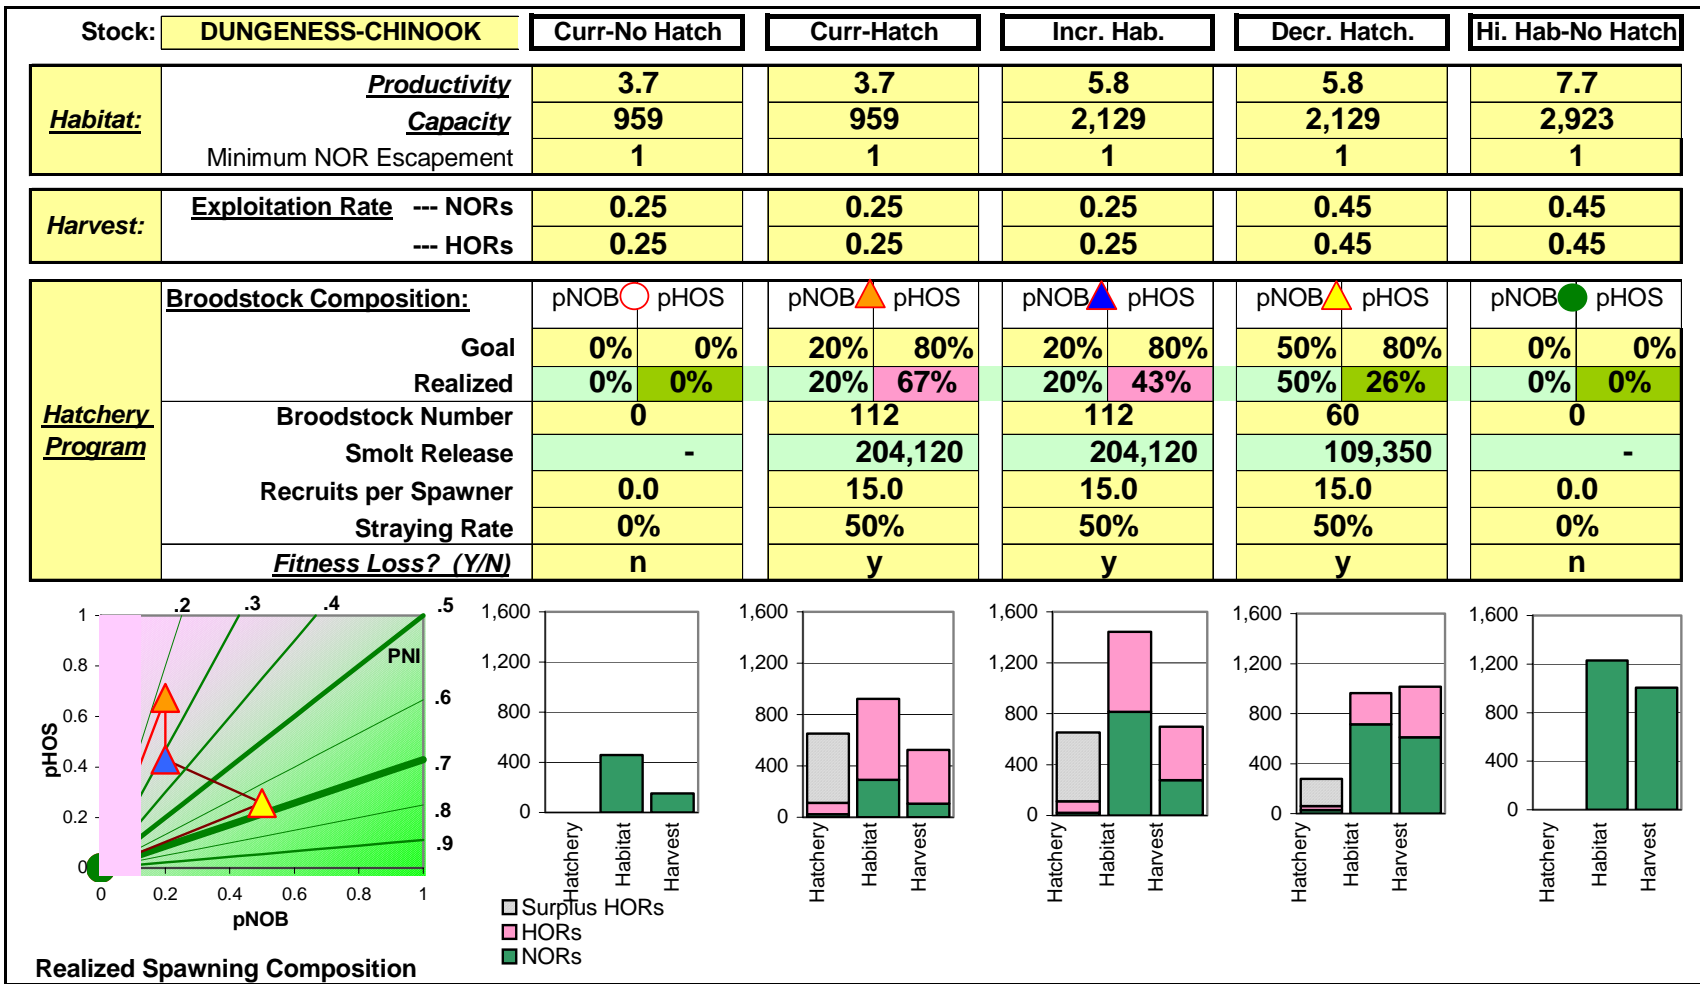 Stock: DUNGENESS-CHINOOK Curr-No Hatch Curr-Hatch Incr. Hab. Decr. Hatch. Hi. Hab-No Hatch
Habitat:
Productivity 3.7 3.7 5.8 5.8 7.7
Capacity 959 959 2,129 2,129 2,923
Minimum NOR Escapement 1 1 1 1 1
Harvest:
Exploitation Rate --- NORs 0.25 0.25 0.25 0.45 0.45
--- HORs 0.25 0.25 0.25 0.45 0.45
Hatchery
Program
Broodstock Composition: pNOB pHOS pNOB pHOS pNOB pHOS pNOB pHOS pNOB pHOS
Goal 0% 0% 20% 80% 20% 80% 50% 80% 0% 0%
Realized 0% 0% 20% 67% 20% 43% 50% 26% 0% 0%
Broodstock Number 0 112 112 60 0
Smolt Release - 204,120 204,120 109,350 -
Recruits per Spawner 0.0 15.0 15.0 15.0 0.0
Straying Rate 0% 50% 50% 50% 0%
Fitness Loss? (Y/N) n y y y n
.2 .3 .4 .5
PNI
.6
.7
.8
.9
1
0.8
0.6
0.4
0.2
0
pHOS
0 0.2 0.4 0.6 0.8 1
pNOB
Realized Spawning Composition
1,600
1,200
800
400
0
Hatchery
Habitat
Harvest
Surplus HORs
HORs
NORs
1,600
1,200
800
400
0
Hatchery
Habitat
Harvest
1,600
1,200
800
400
0
Hatchery
Habitat
Harvest
1,600
1,200
800
400
0
Hatchery
Habitat
Harvest
1,600
1,200
800
400
0
Hatchery
Habitat
Harvest